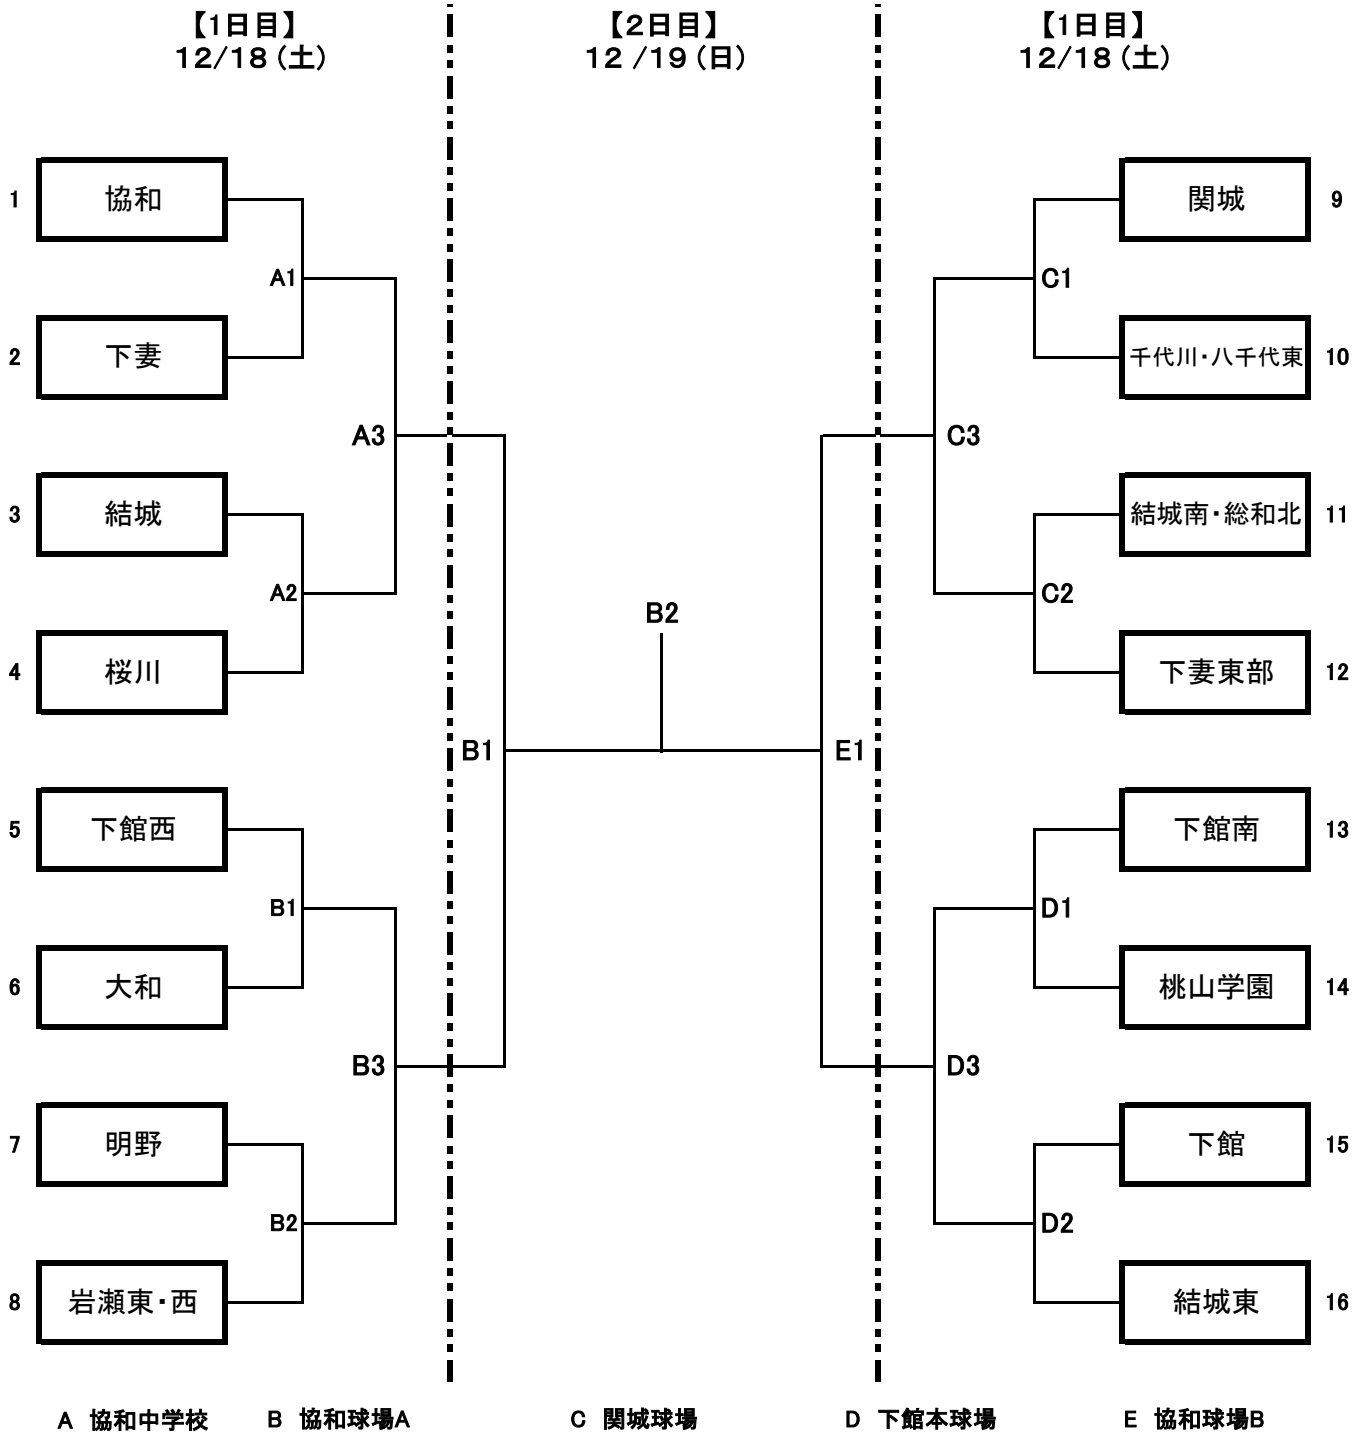 【1日目】 【2日目】 【1日目】
12/18(土) 12/19(日) 12/18(土)
1 協和 関城 9
A1 C1
2 下妻 千代川・八千代東 10
A3 C3
3 結城 結城南・総和北 11
A2 C2
B2
4 桜川 下妻東部 12
B1 E1
5 下館西 下館南 13
B1 D1
6 大和 桃山学園 14
B3 D3
7 明野 下館 15
B2 D2
8 岩瀬東・西 結城東 16
A 協和中学校 B 協和球場A C 関城球場 D 下館本球場 E 協和球場B